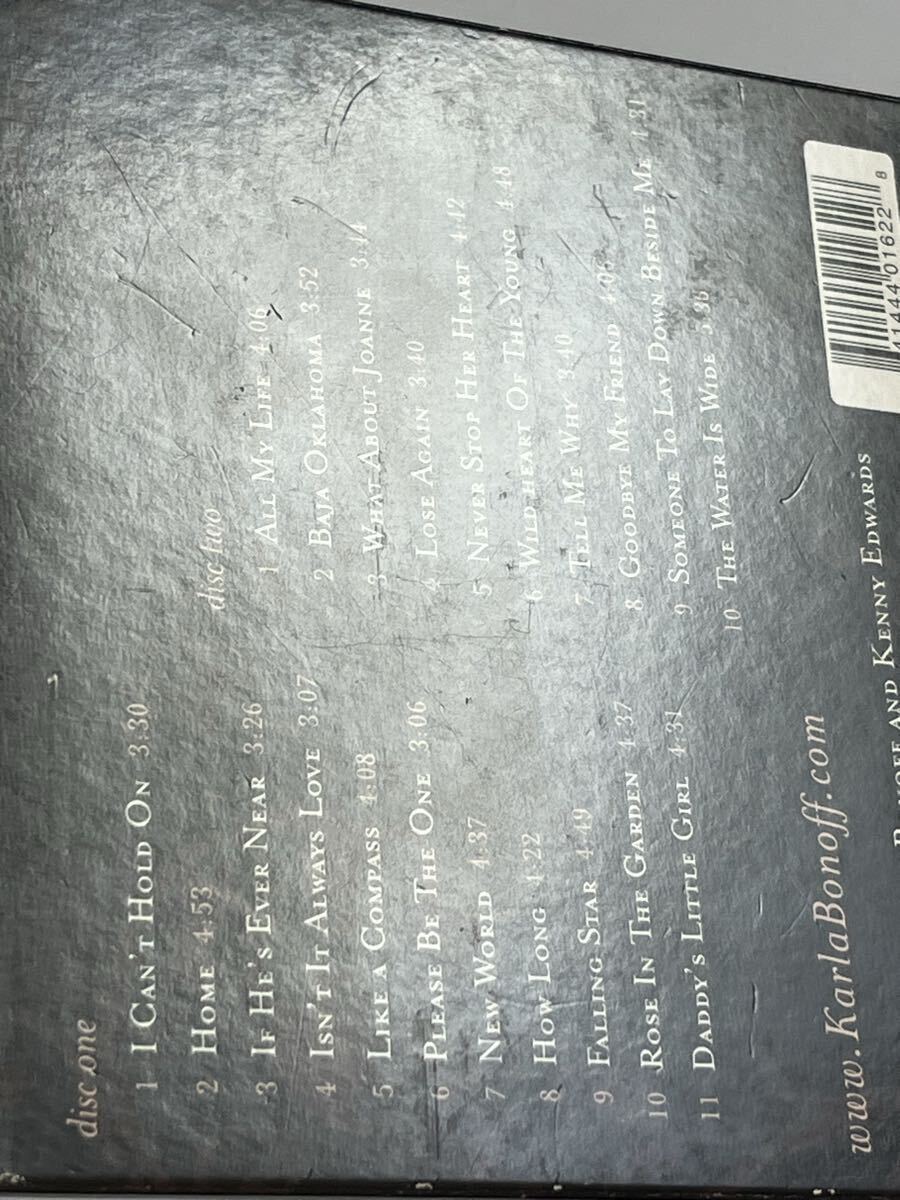 disc one
1 I Can't Hold On 3:30
2 Home 4:53
3 If He's Ever Near 3:26
4 Isn't It Always Love 3:07
5 Like A Compass 4:08
6 Please Be The One 3:06
7 New World 4:37
8 How Long 4:22
9 Falling Star 4:49
10 Rose In The Garden 4:37
11 Daddy's Little Girl 4:31
disc two
1 All My Life 4:06
2 Baja Oklahoma 3:52
3 What About Joanne 3:44
4 Lose Again 3:40
5 Never Stop Her Heart 4:42
6 Wild heart Of The Young 4:48
7 Tell Me Why 3:40
8 Goodbye My Friend
9 Someone To Lay Down Beside Me 4:31
10 The Water Is Wide
www.KarlaBonoff.com
and Kenny Edwards
41444 01622 8